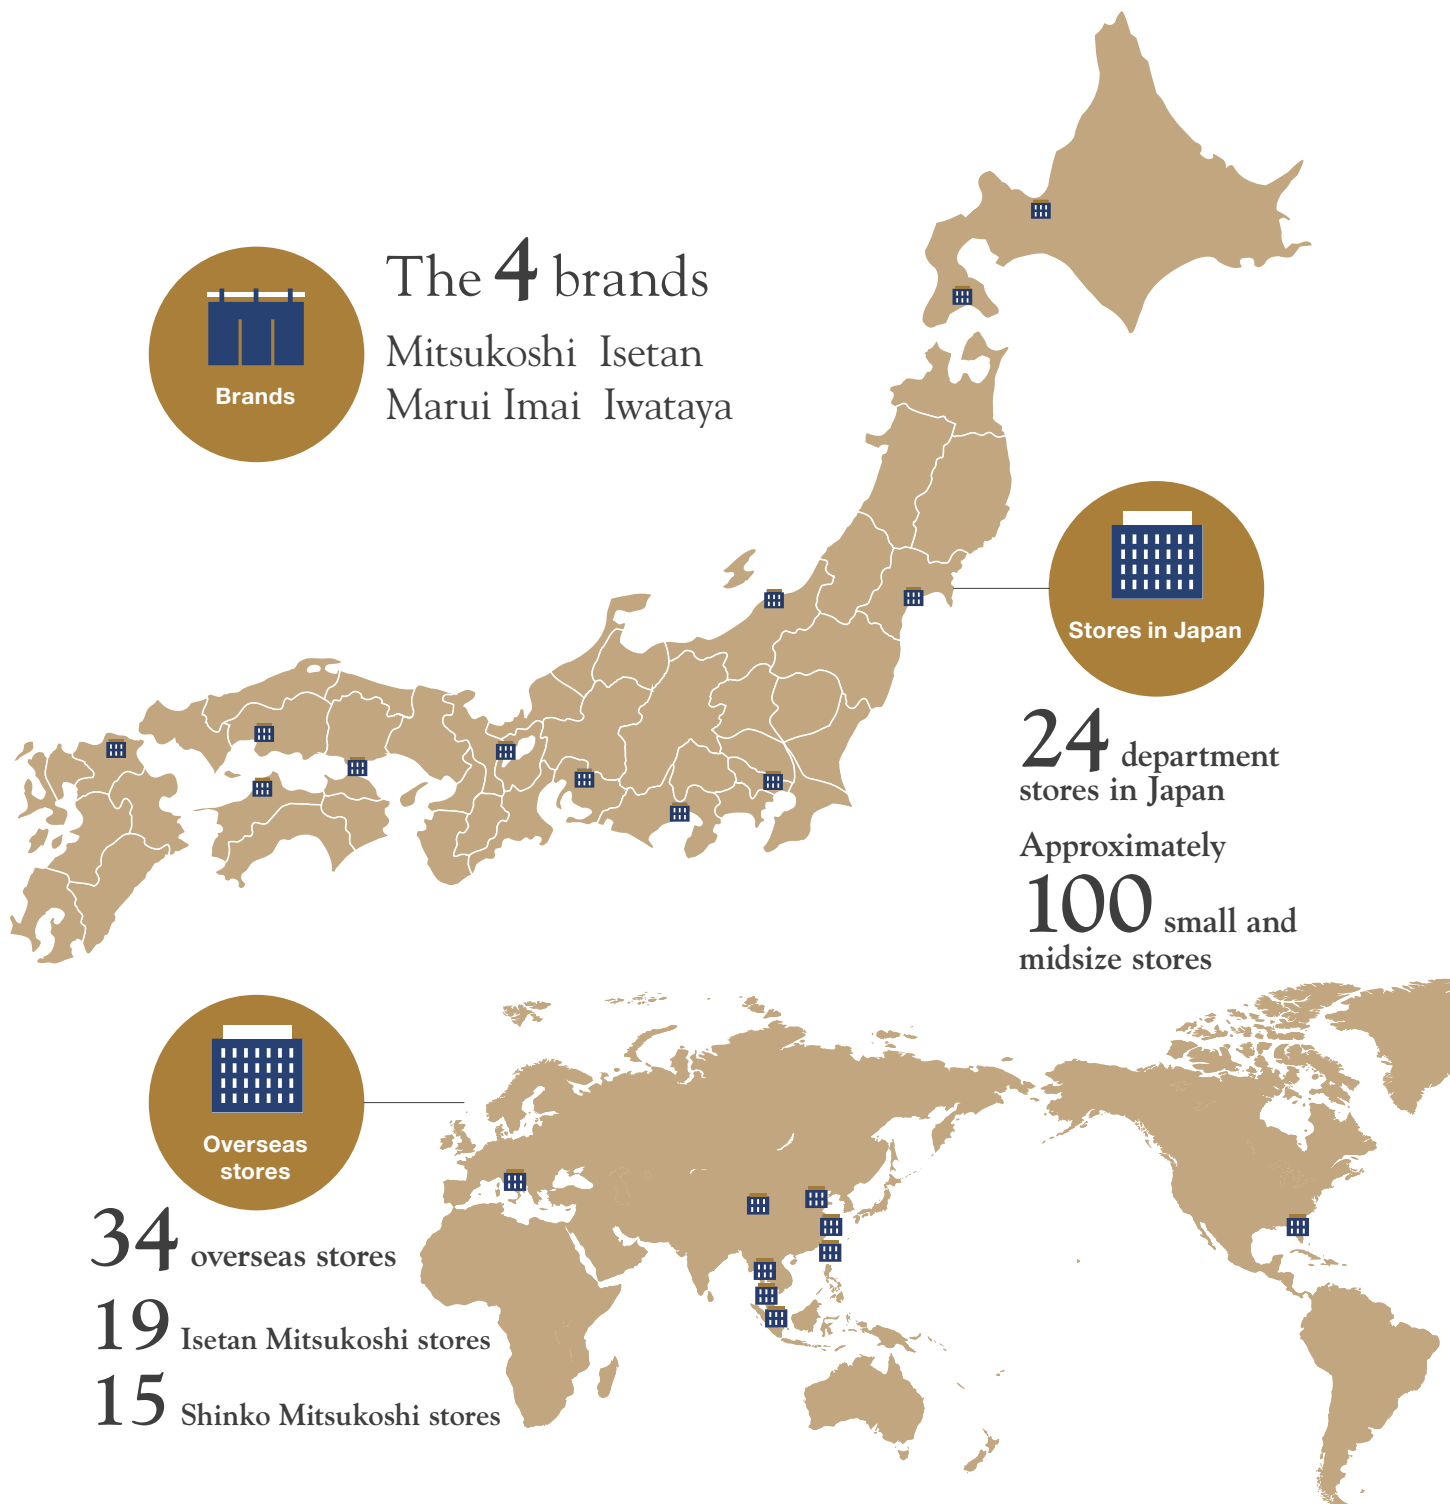 Brands
The 4 brands
Mitsukoshi Isetan
Marui Imai Iwataya
Stores in Japan
24 department
stores in Japan
Approximately
100 small and
midsize stores
Overseas
stores
34 overseas stores
19 Isetan Mitsukoshi stores
15 Shinko Mitsukoshi stores